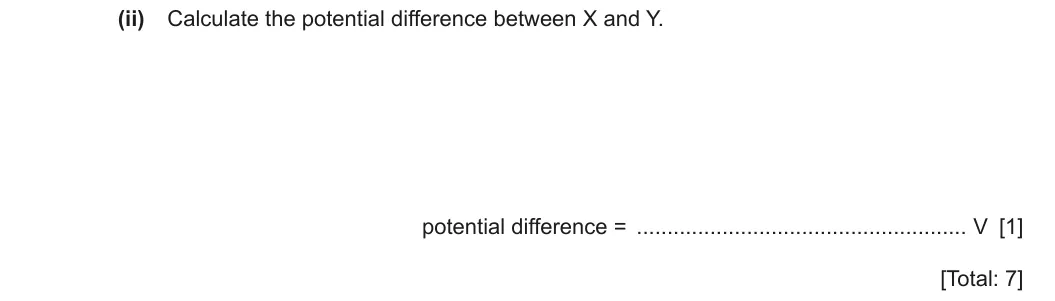 (ii) Calculate the potential difference between X and Y.
potential difference = ...................................................... V [1]
[Total: 7]